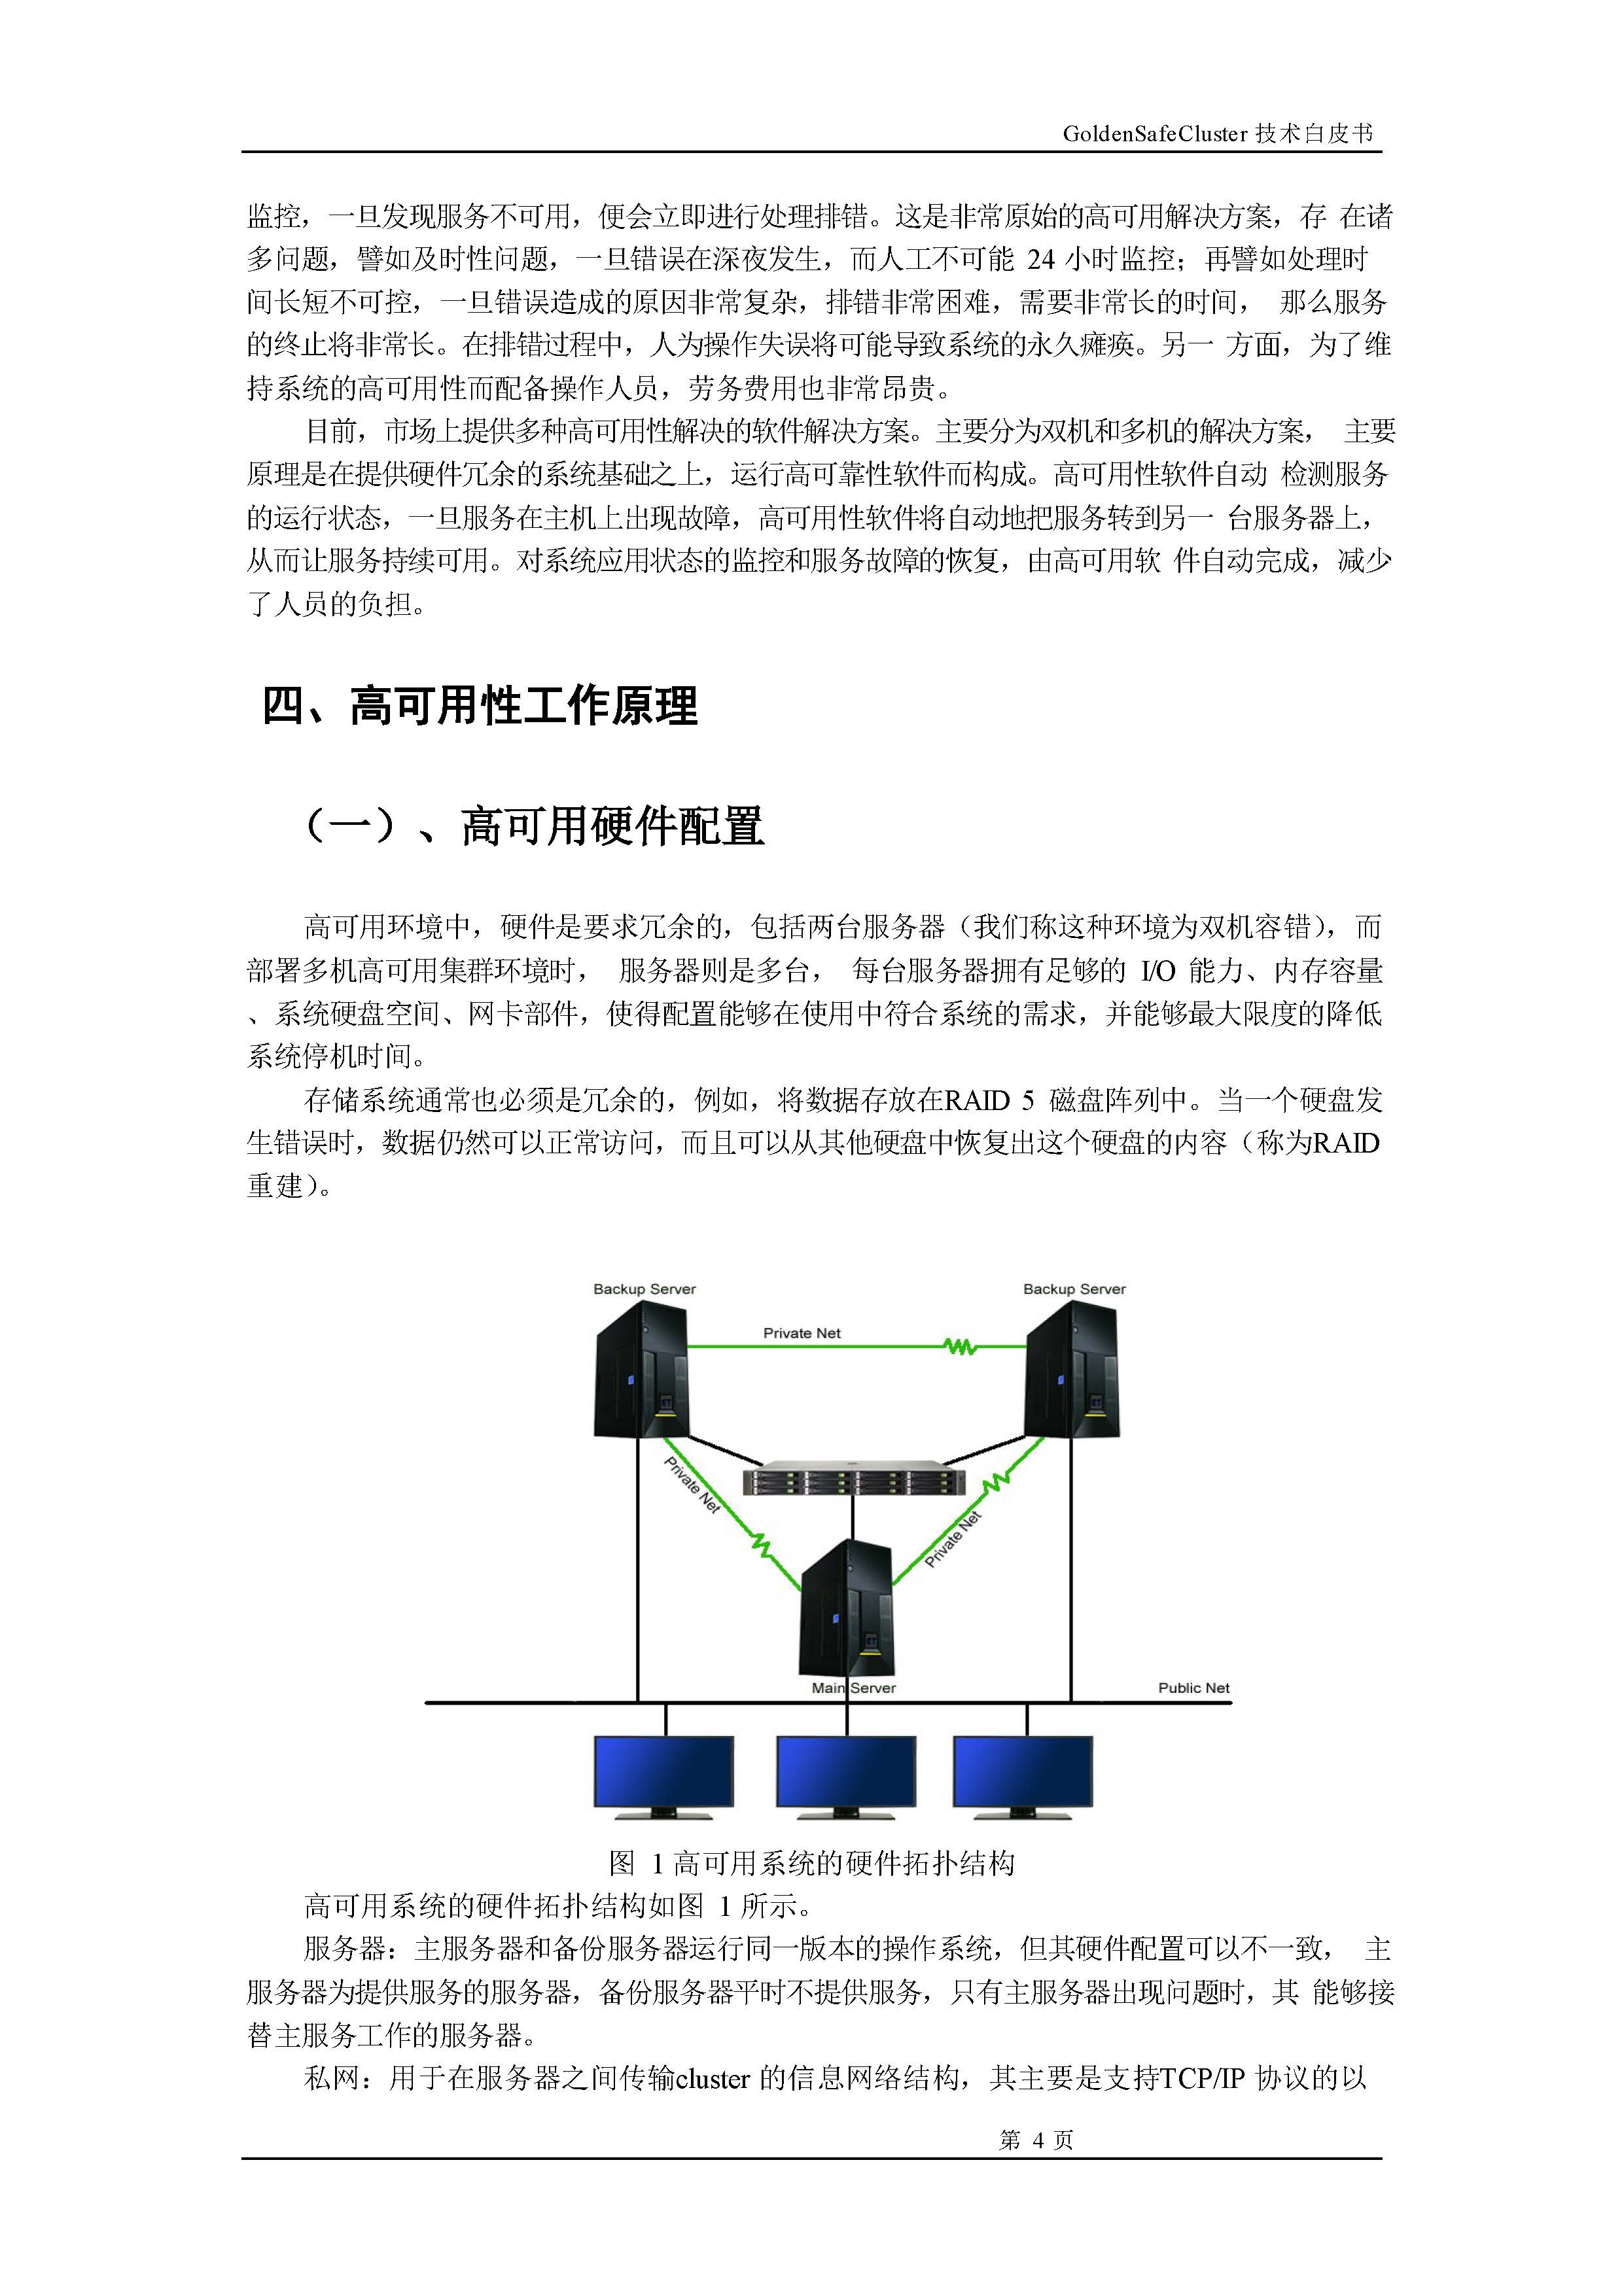 GoldenSafeCluster 技术白皮书
监控，一旦发现服务不可用，便会立即进行处理排错。这是非常原始的高可用解决方案，存 在诸
多问题，譬如及时性问题，一旦错误在深夜发生，而人工不可能 24 小时监控；再譬如处理时
间长短不可控，一旦错误造成的原因非常复杂，排错非常困难，需要非常长的时间， 那么服务
的终止将非常长。在排错过程中，人为操作失误将可能导致系统的永久瘫痪。另一 方面，为了维
持系统的高可用性而配备操作人员，劳务费用也非常昂贵。
目前，市场上提供多种高可用性解决的软件解决方案。主要分为双机和多机的解决方案， 主要
原理是在提供硬件冗余的系统基础之上，运行高可靠性软件而构成。高可用性软件自动 检测服务
的运行状态，一旦服务在主机上出现故障，高可用性软件将自动地把服务转到另一 台服务器上，
从而让服务持续可用。对系统应用状态的监控和服务故障的恢复，由高可用软 件自动完成，减少
了人员的负担。
四、高可用性工作原理
（一）、高可用硬件配置
高可用环境中，硬件是要求冗余的，包括两台服务器（我们称这种环境为双机容错），而
部署多机高可用集群环境时， 服务器则是多台， 每台服务器拥有足够的 I/O 能力、内存容量
、系统硬盘空间、网卡部件，使得配置能够在使用中符合系统的需求，并能够最大限度的降低
系统停机时间。
存储系统通常也必须是冗余的，例如，将数据存放在RAID 5 磁盘阵列中。当一个硬盘发
生错误时，数据仍然可以正常访问，而且可以从其他硬盘中恢复出这个硬盘的内容（称为RAID
重建）。
Backup Server
Backup Server
Private Net
Private Net
Private Net
Main Server
Public Net
图 1 高可用系统的硬件拓扑结构
高可用系统的硬件拓扑结构如图 1 所示。
服务器：主服务器和备份服务器运行同一版本的操作系统，但其硬件配置可以不一致， 主
服务器为提供服务的服务器，备份服务器平时不提供服务，只有主服务器出现问题时，其 能够接
替主服务工作的服务器。
私网：用于在服务器之间传输cluster 的信息网络结构，其主要是支持TCP/IP 协议的以
第 4 页